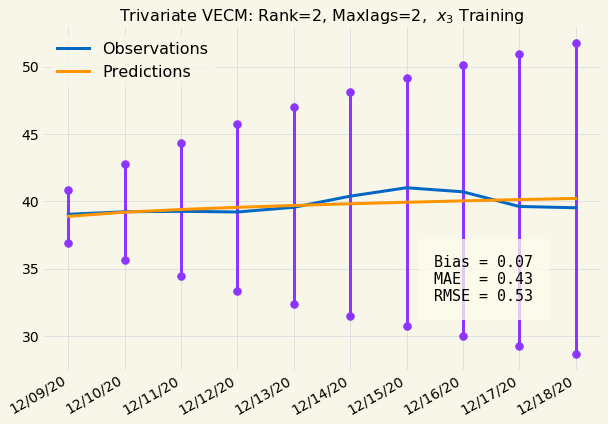 Trivariate VECM: Rank=2, Maxlags=2,  x₃ Training
Observations
Predictions
50
45
40
35
30
Bias = 0.07
MAE  = 0.43
RMSE = 0.53
12/09/20
12/10/20
12/11/20
12/12/20
12/13/20
12/14/20
12/15/20
12/16/20
12/17/20
12/18/20